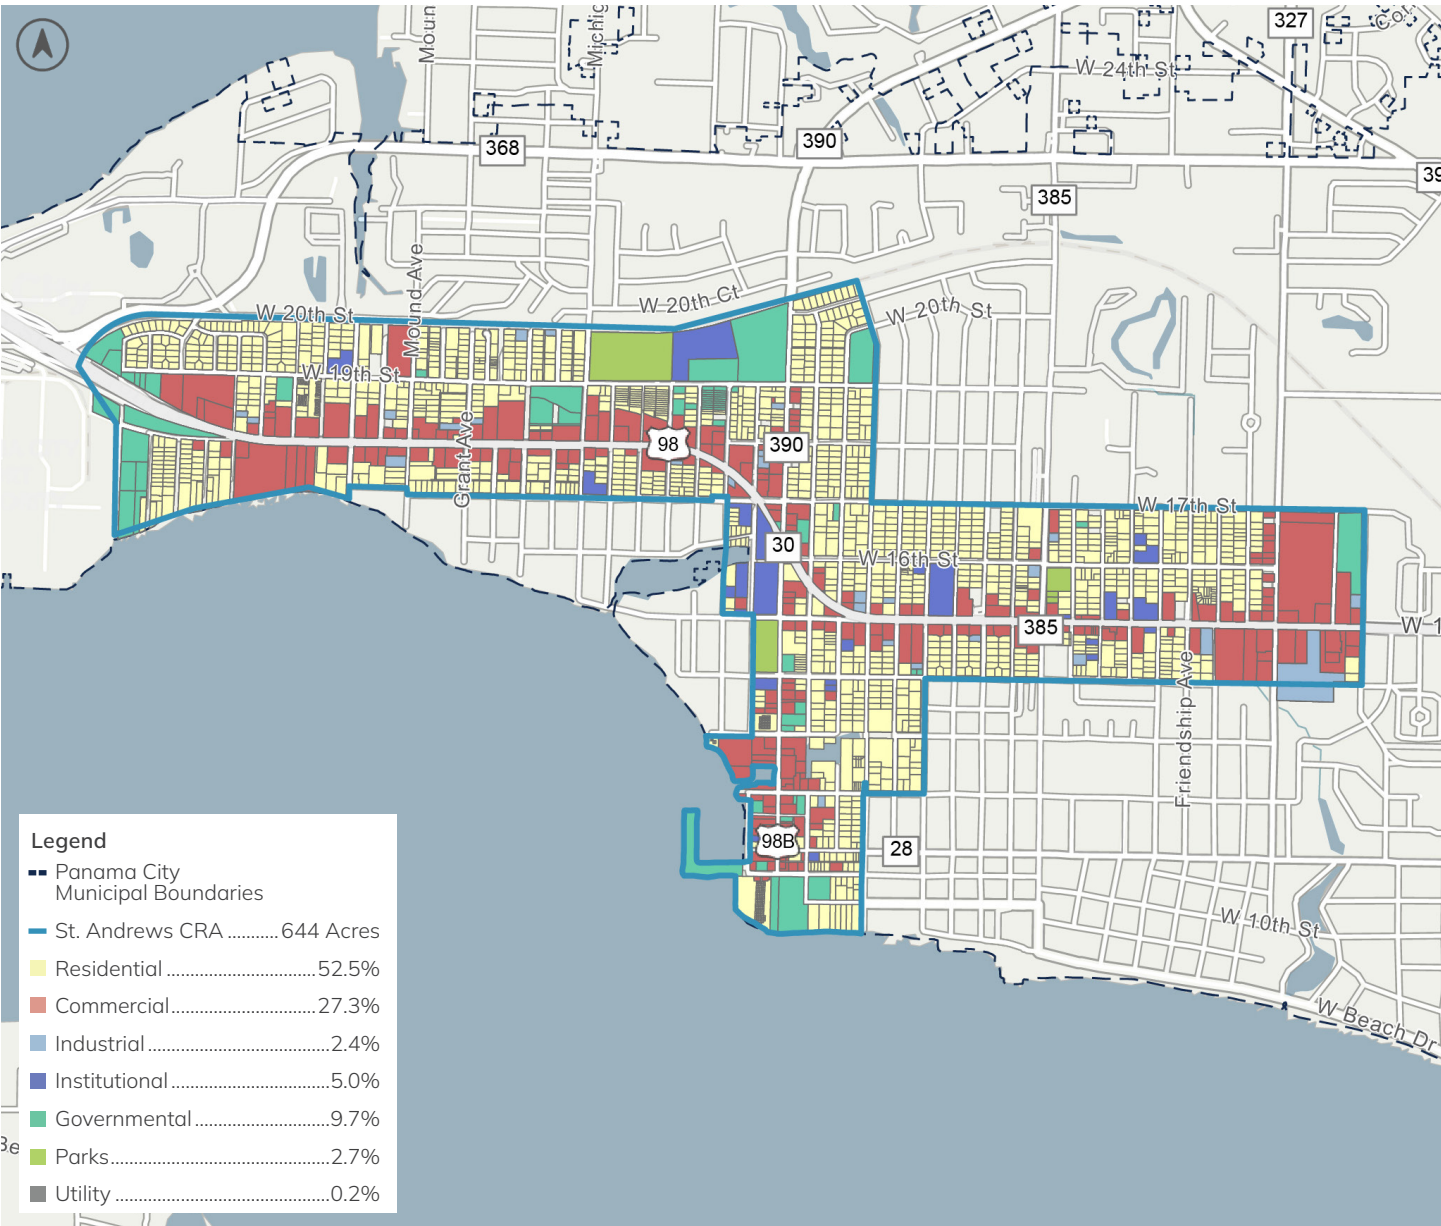 327
W 24th St
390
368
385
Mound Ave
W 20th Ct
W 20th St
W 20th St
W 19th St
98
390
Grant Ave
W 17th St
30
W 16th St
385
W 1
Friendship Ave
98B
28
W 10th St
W Beach Dr
Legend
Panama City
Municipal Boundaries
St. Andrews CRA .......... 644 Acres
Residential .......... 52.5%
Commercial .......... 27.3%
Industrial .......... 2.4%
Institutional .......... 5.0%
Governmental .......... 9.7%
Parks .......... 2.7%
Utility .......... 0.2%